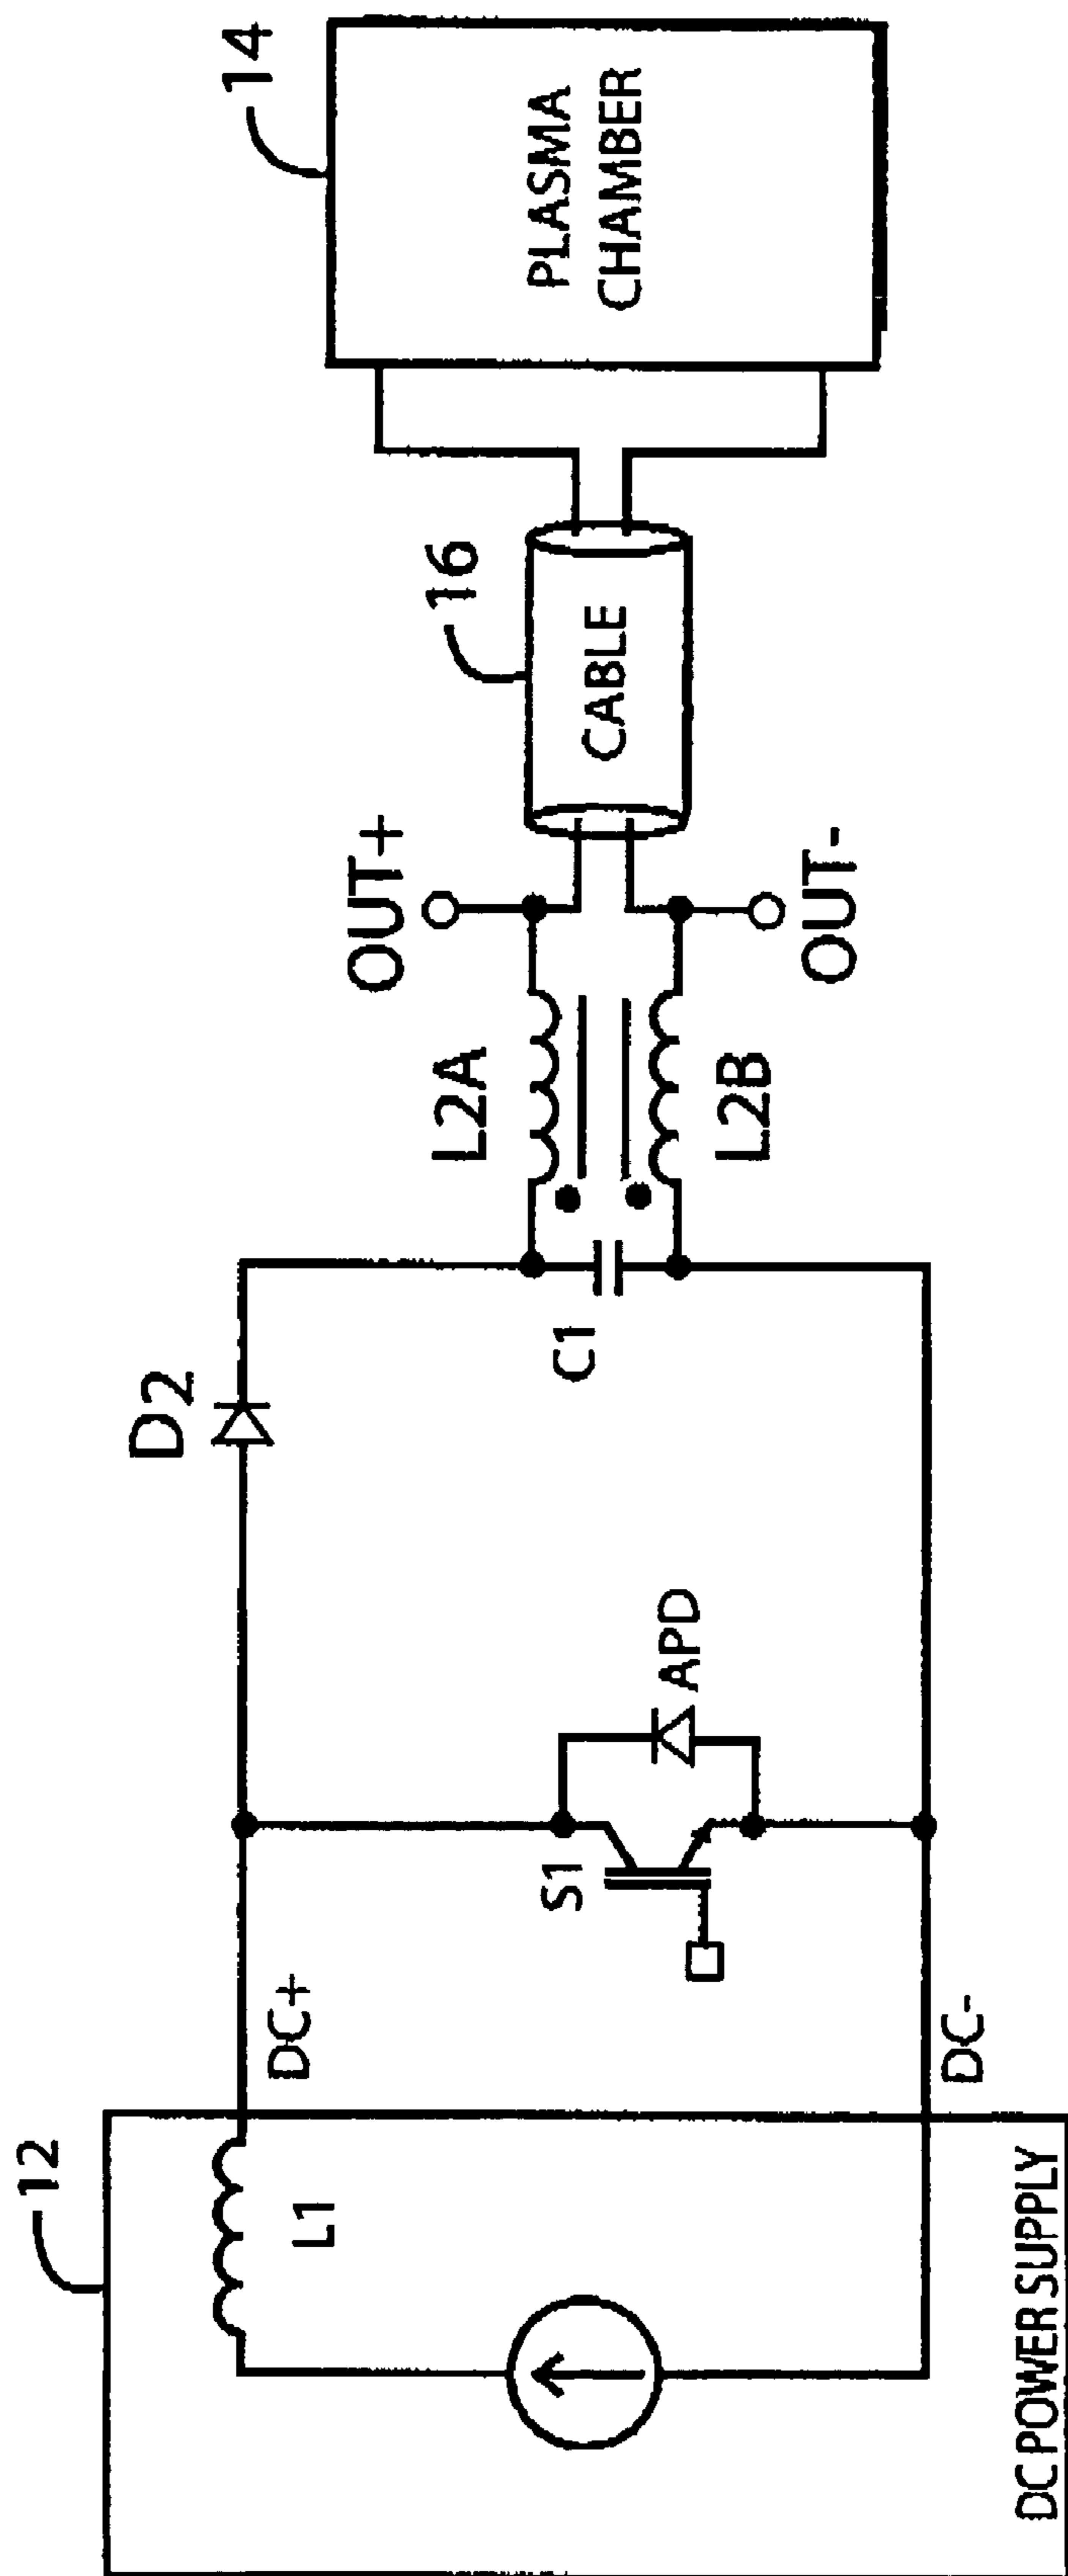 12
L1
DC POWER SUPPLY
DC+
DC-
S1
APD
D2
C1
L2A
L2B
OUT+
OUT-
16
CABLE
14
PLASMA
CHAMBER